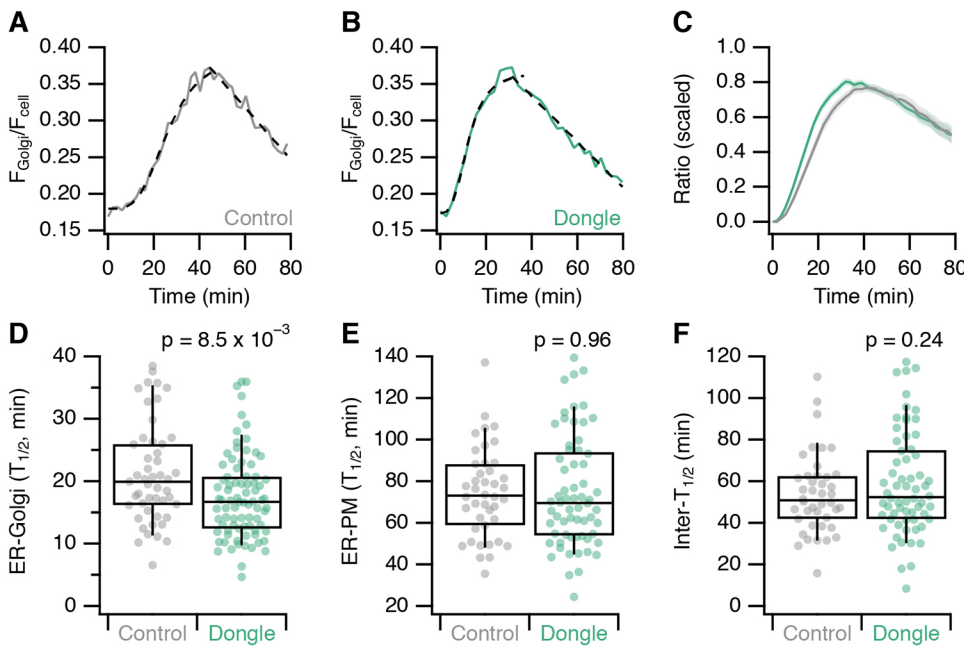 A
F_Golgi/F_cell
0.40
0.35
0.30
0.25
0.20
0.15
Control
0 20 40 60 80
Time (min)
B
F_Golgi/F_cell
0.40
0.35
0.30
0.25
0.20
0.15
Dongle
0 20 40 60 80
Time (min)
C
Ratio (scaled)
1.0
0.8
0.6
0.4
0.2
0.0
0 20 40 60 80
Time (min)
D
p = 8.5 x 10⁻³
ER-Golgi (T₁/₂, min)
40
30
20
10
0
Control Dongle
E
p = 0.96
ER-PM (T₁/₂, min)
140
120
100
80
60
40
20
Control Dongle
F
p = 0.24
Inter-T₁/₂ (min)
120
100
80
60
40
20
0
Control Dongle